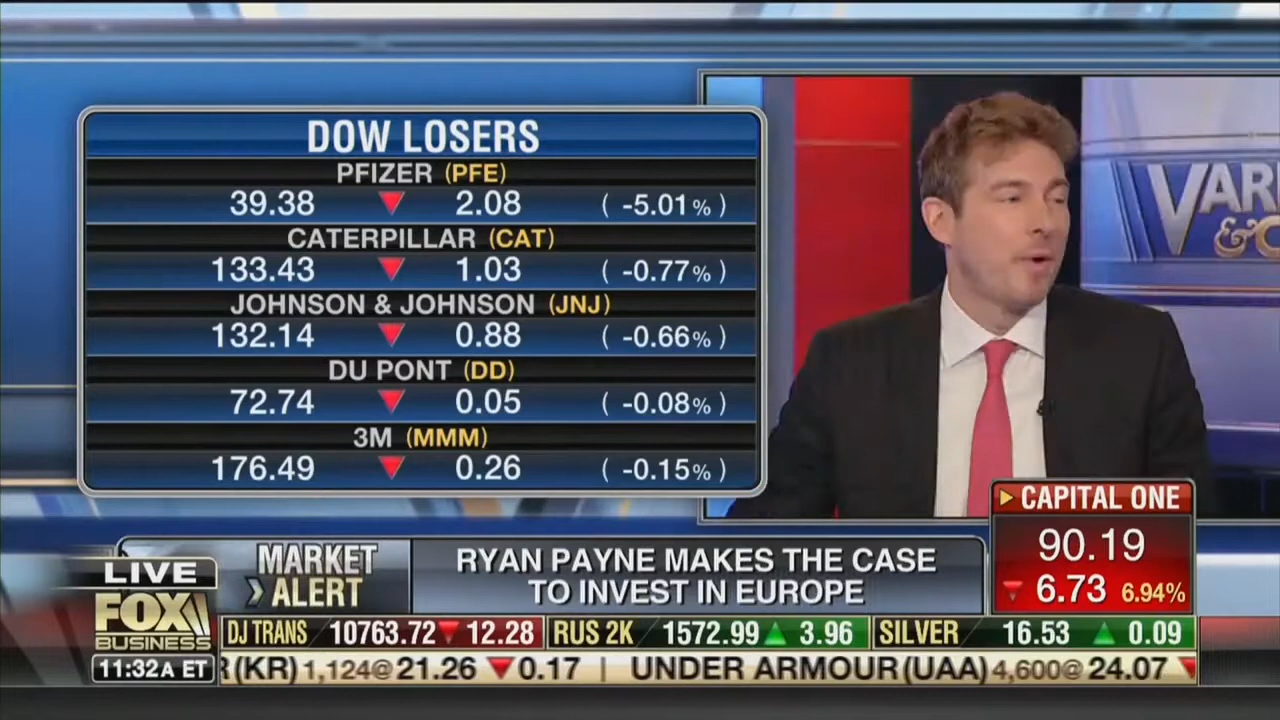 DOW LOSERS
PFIZER (PFE)
39.38 ▼ 2.08 ( -5.01% )
CATERPILLAR (CAT)
133.43 ▼ 1.03 ( -0.77% )
JOHNSON & JOHNSON (JNJ)
132.14 ▼ 0.88 ( -0.66% )
DU PONT (DD)
72.74 ▼ 0.05 ( -0.08% )
3M (MMM)
176.49 ▼ 0.26 ( -0.15% )
VAR
&C
CAPITAL ONE
90.19
▼ 6.73 6.94%
MARKET
ALERT
RYAN PAYNE MAKES THE CASE
TO INVEST IN EUROPE
LIVE
FOX
BUSINESS
11:32A ET
DJ TRANS 10763.72 ▼ 12.28 RUS 2K 1572.99 ▲ 3.96 SILVER 16.53 ▲ 0.09
R (KR) 1,124@ 21.26 ▼ 0.17 | UNDER ARMOUR (UAA) 4,600@ 24.07 ▼